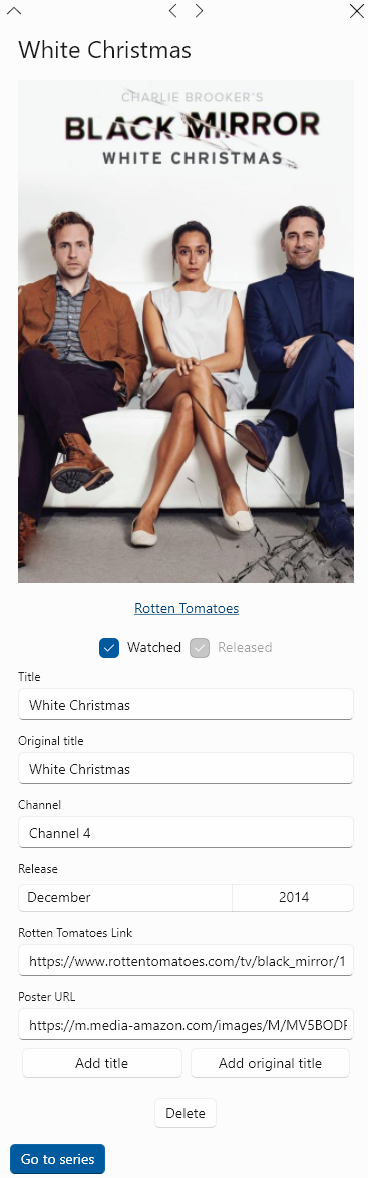 White Christmas
CHARLIE BROOKER'S
BLACK MIRROR
WHITE CHRISTMAS
Rotten Tomatoes
Watched Released
Title
White Christmas
Original title
White Christmas
Channel
Channel 4
Release
December 2014
Rotten Tomatoes Link
https://www.rottentomatoes.com/tv/black_mirror/1
Poster URL
https://m.media-amazon.com/images/M/MV5BODF
Add title Add original title
Delete
Go to series